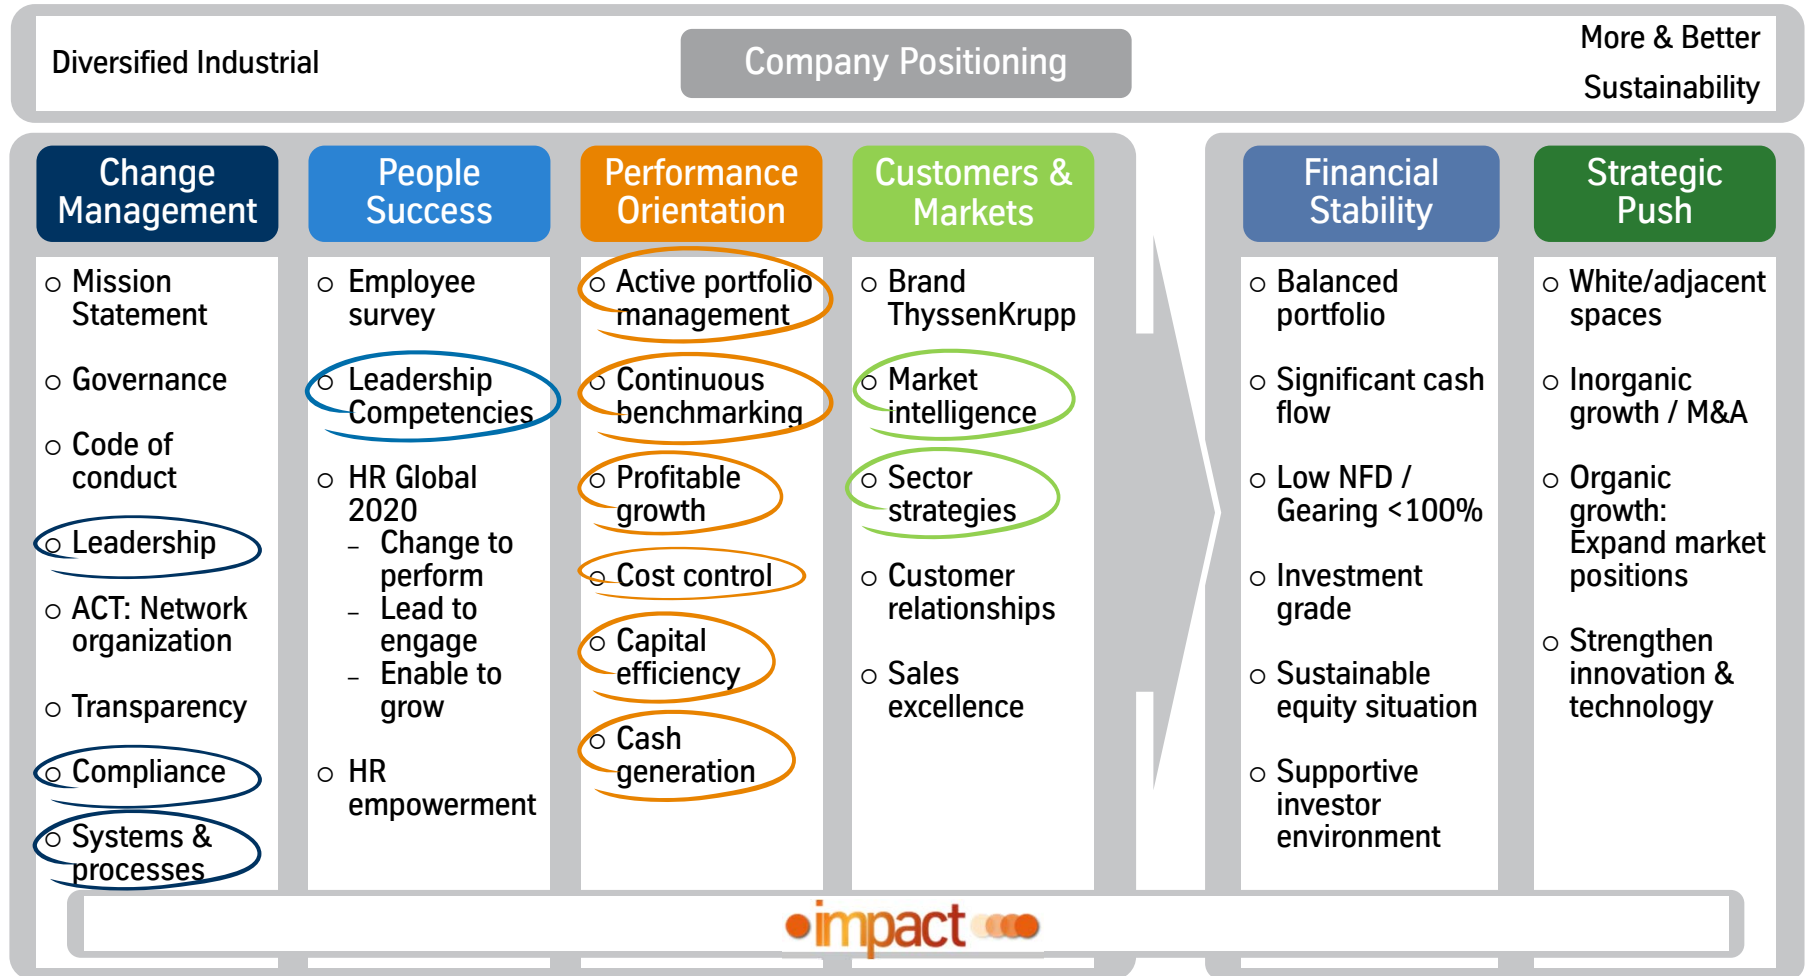 Diversified Industrial
Company Positioning
More & Better
Sustainability
Change
Management
○ Mission
Statement
○ Governance
○ Code of
conduct
○ Leadership
○ ACT: Network
organization
○ Transparency
○ Compliance
○ Systems &
processes
People
Success
○ Employee
survey
○ Leadership
Competencies
○ HR Global
2020
– Change to
perform
– Lead to
engage
– Enable to
grow
○ HR
empowerment
Performance
Orientation
○ Active portfolio
management
○ Continuous
benchmarking
○ Profitable
growth
○ Cost control
○ Capital
efficiency
○ Cash
generation
Customers &
Markets
○ Brand
ThyssenKrupp
○ Market
intelligence
○ Sector
strategies
○ Customer
relationships
○ Sales
excellence
Financial
Stability
○ Balanced
portfolio
○ Significant cash
flow
○ Low NFD /
Gearing <100%
○ Investment
grade
○ Sustainable
equity situation
○ Supportive
investor
environment
Strategic
Push
○ White/adjacent
spaces
○ Inorganic
growth / M&A
○ Organic
growth:
Expand market
positions
○ Strengthen
innovation &
technology
impact